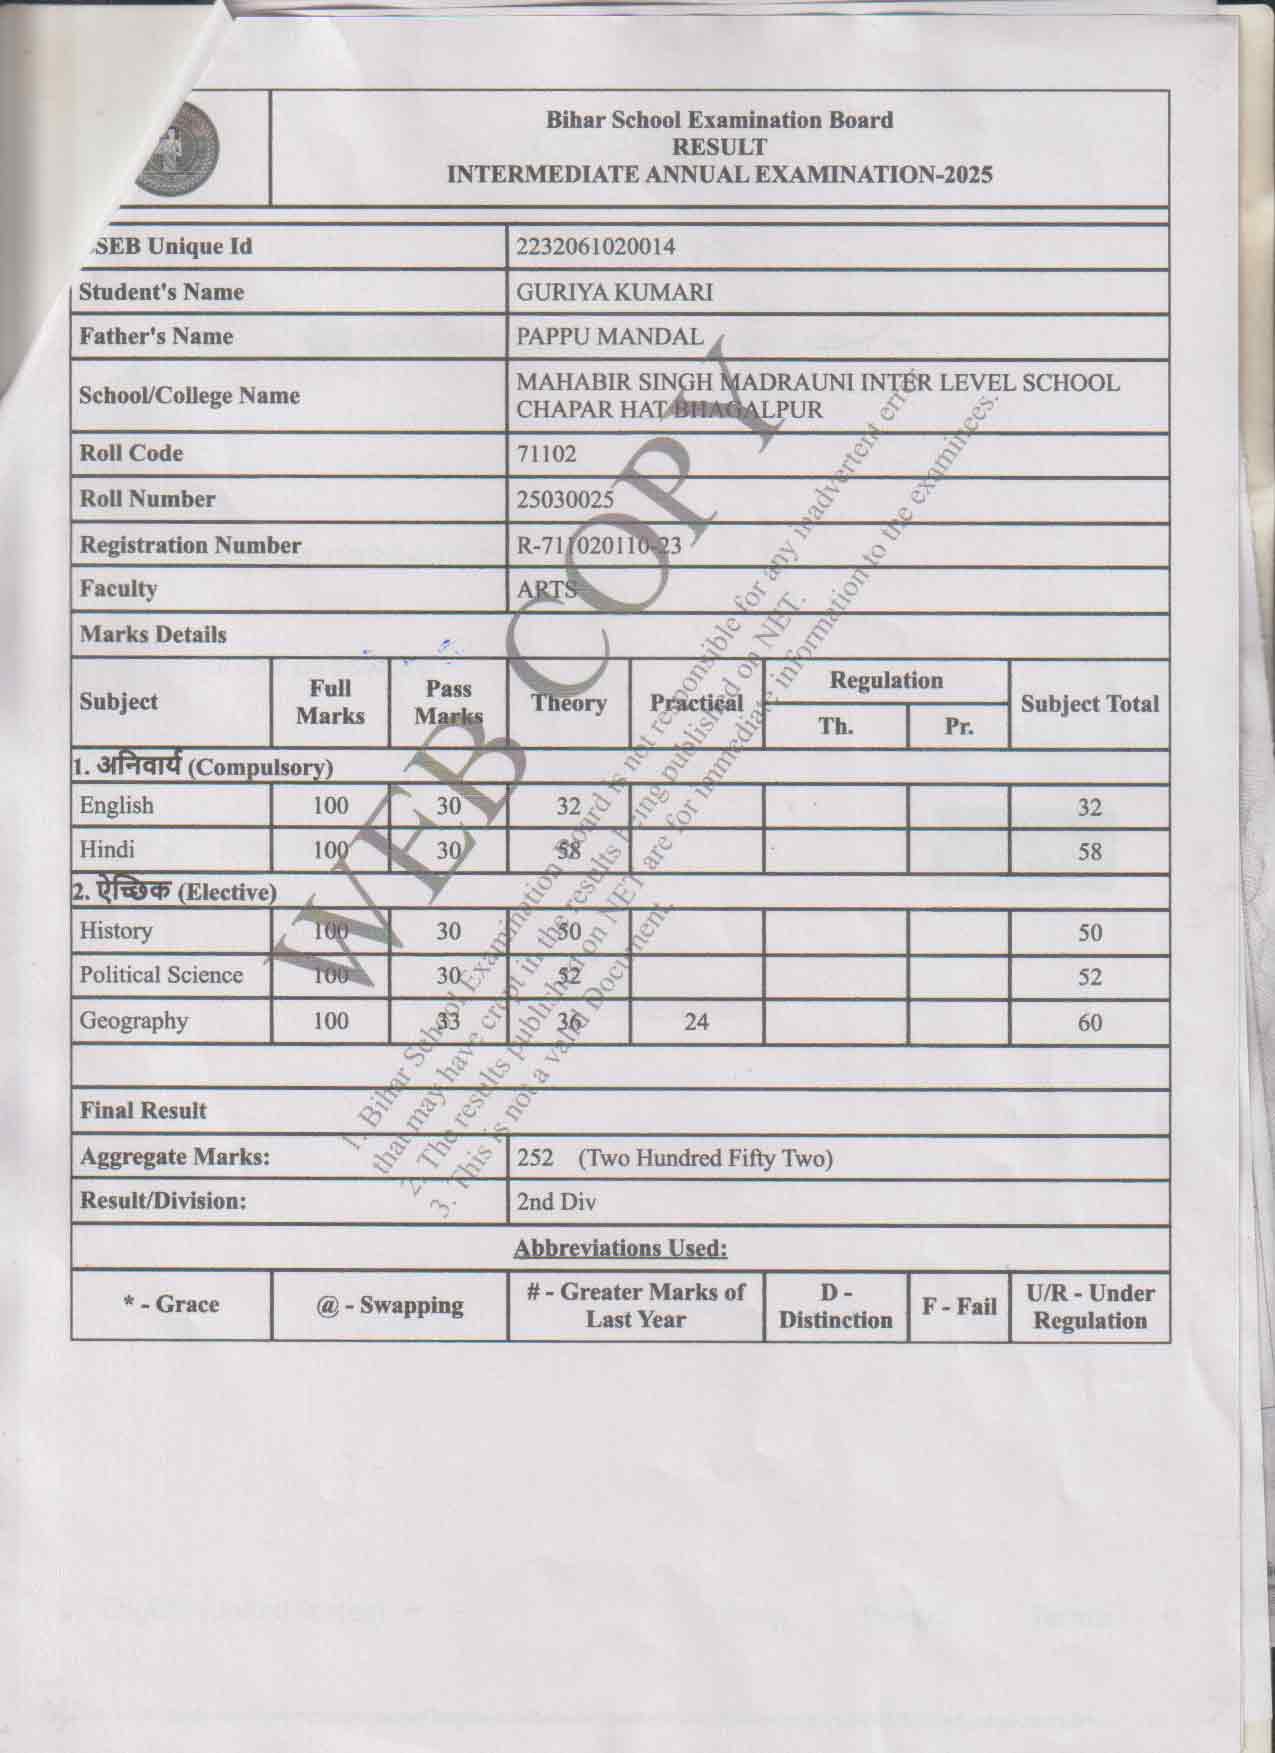 Bihar School Examination Board
RESULT
INTERMEDIATE ANNUAL EXAMINATION-2025
SEB Unique Id 2232061020014
Student's Name GURIYA KUMARI
Father's Name PAPPU MANDAL
School/College Name MAHABIR SINGH MADRAUNI INTER LEVEL SCHOOL
CHAPAR HAT BHAGALPUR
Roll Code 71102
Roll Number 25030025
Registration Number R-711020110-23
Faculty ARTS
Marks Details
Subject Full Marks Pass Marks Theory Practical Regulation Th. Pr. Subject Total
1. अनिवार्य (Compulsory)
English 100 30 32 32
Hindi 100 30 58 58
2. ऐच्छिक (Elective)
History 100 30 50 50
Political Science 100 30 52 52
Geography 100 33 36 24 60
Final Result
Aggregate Marks: 252 (Two Hundred Fifty Two)
Result/Division: 2nd Div
Abbreviations Used:
* - Grace @ - Swapping # - Greater Marks of Last Year D - Distinction F - Fail U/R - Under Regulation
WEB COPY
1. Bihar School Examination Board is not responsible for any inadvertent error
that may have crept in the results being published on NET.
2. The results published on NET are for immediate information to the examinees.
3. This is not a valid Document.